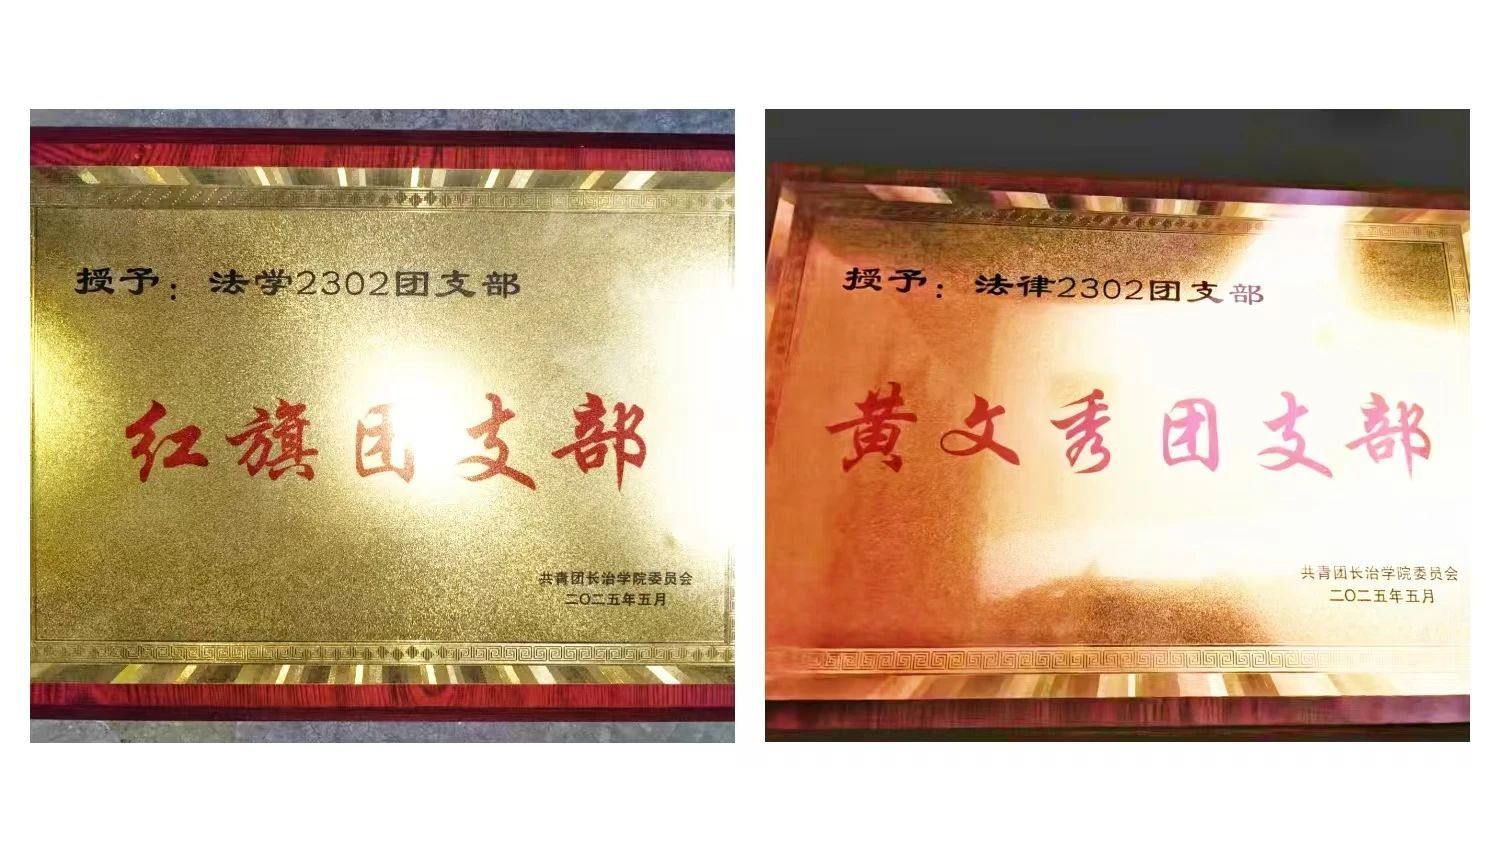 授予：法学2302团支部
红旗团支部
共青团长治学院委员会
二〇二五年五月
授予：法律2302团支部
黄文秀团支部
共青团长治学院委员会
二〇二五年五月